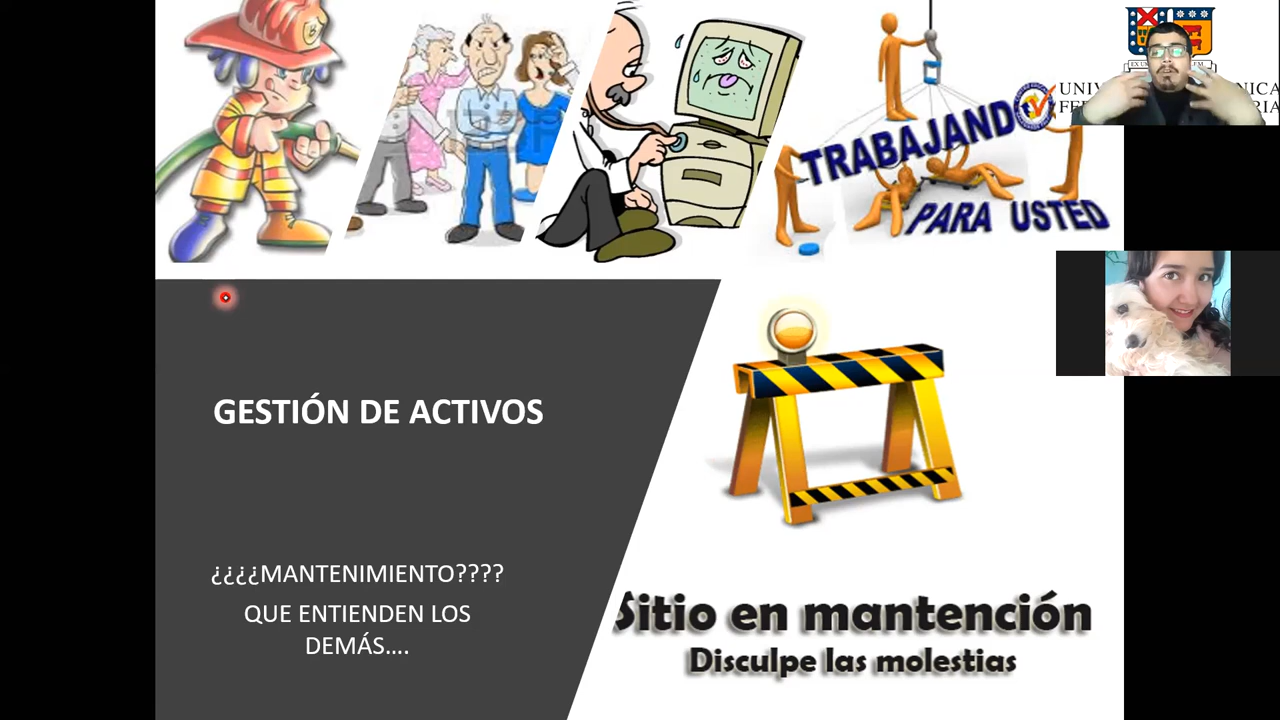 TRABAJANDO
PARA USTED
GESTIÓN DE ACTIVOS
¿¿¿¿MANTENIMIENTO????
QUE ENTIENDEN LOS
DEMÁS....
Sitio en mantención
Disculpe las molestias